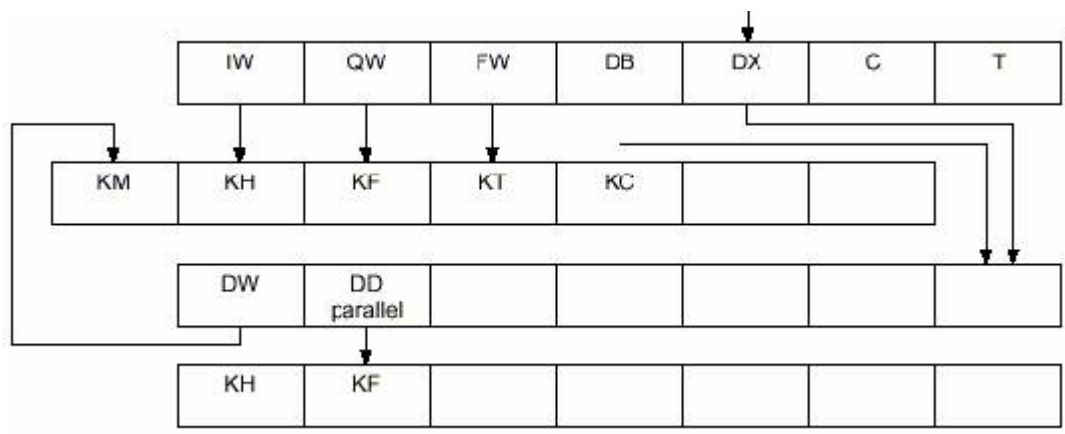 IW QW FW DB DX C T
KM KH KF KT KC
DW DD
parallel
KH KF